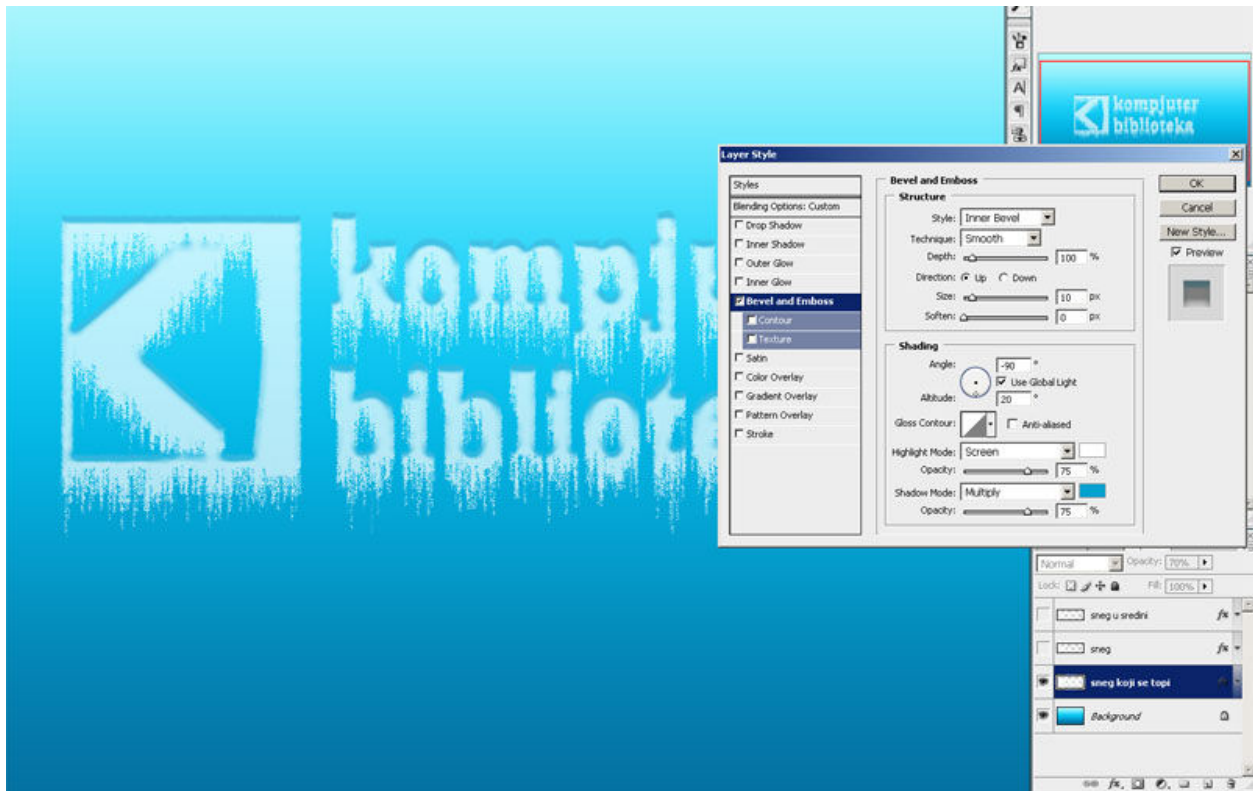 kompju
bibliote
kompjuter
biblioteka
Layer Style
Styles
Blending Options: Custom
Drop Shadow
Inner Shadow
Outer Glow
Inner Glow
Bevel and Emboss
Contour
Texture
Satin
Color Overlay
Gradient Overlay
Pattern Overlay
Stroke
Bevel and Emboss
Structure
Style: Inner Bevel
Technique: Smooth
Depth: 100 %
Direction: Up Down
Size: 10 px
Soften: 0 px
Shading
Angle: -90 °
Use Global Light
Altitude: 20 °
Gloss Contour: Anti-aliased
Highlight Mode: Screen
Opacity: 75 %
Shadow Mode: Multiply
Opacity: 75 %
OK
Cancel
New Style...
Preview
Normal Opacity: 70%
Lock: Fill: 100%
sneg u sredini fx
sneg fx
sneg koji se topi
Background
fx.